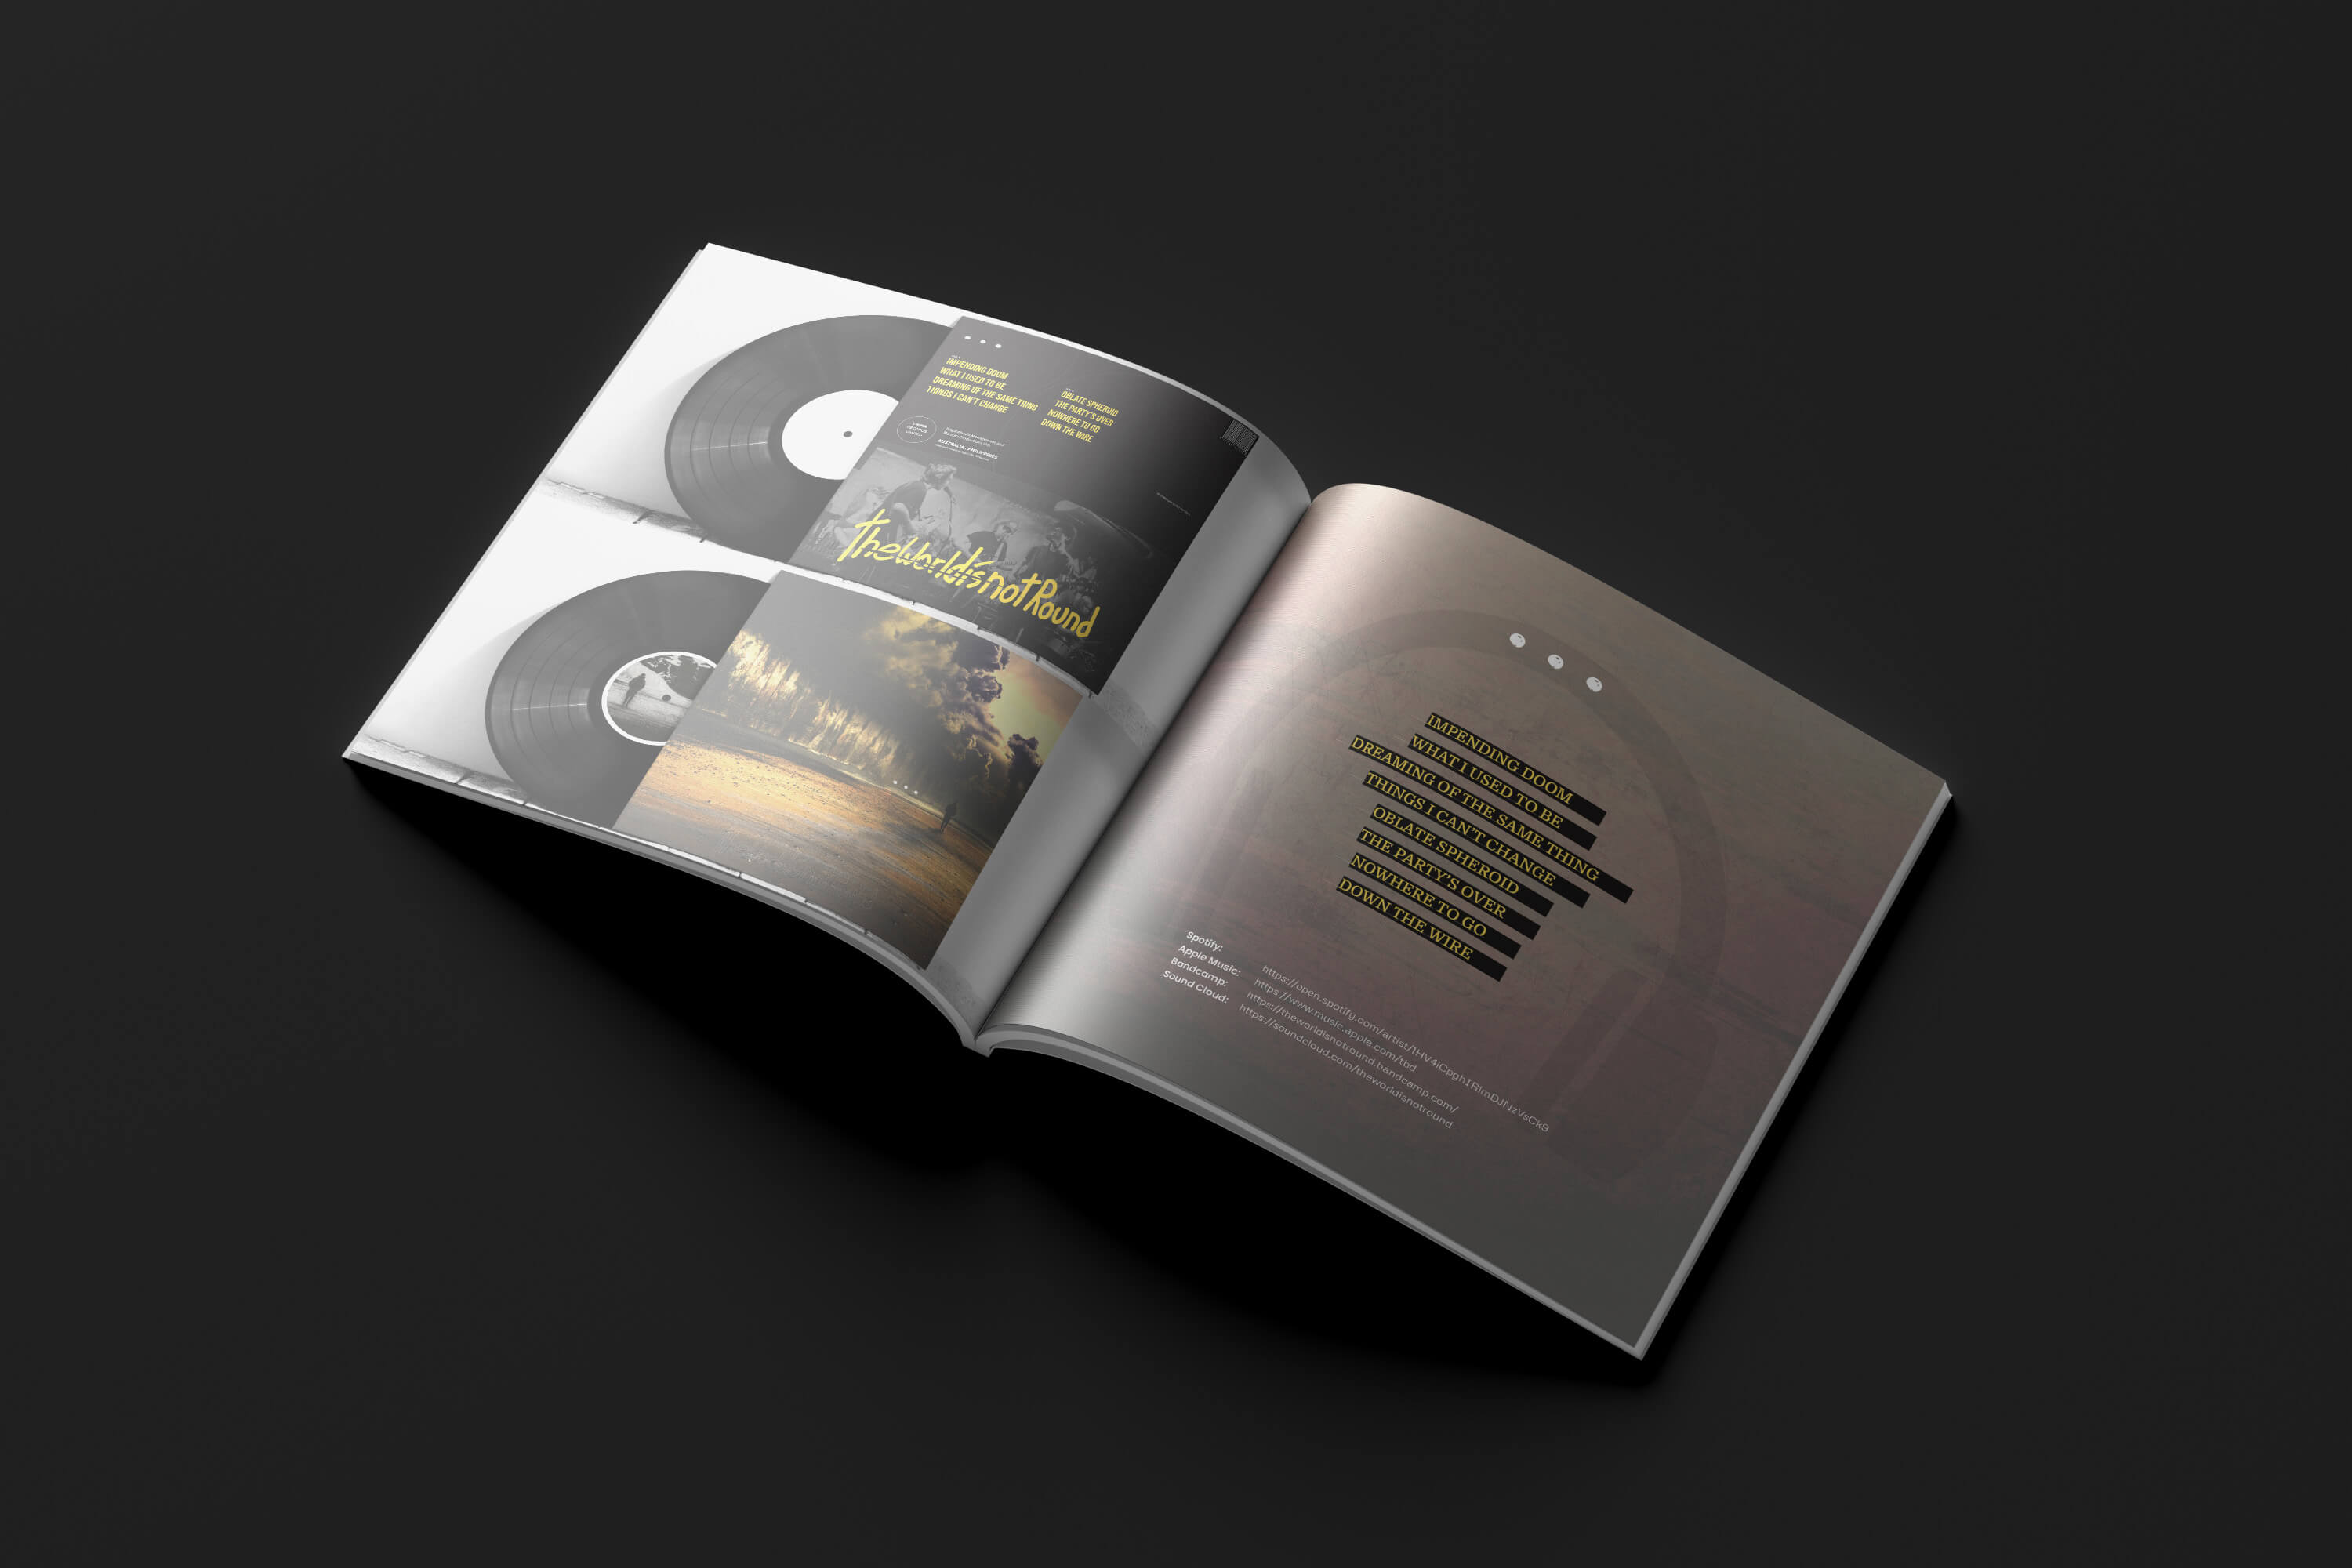 IMPENDING DOOM
WHAT I USED TO BE
DREAMING OF THE SAME THING
THINGS I CAN'T CHANGE
OBLATE SPHEROID
THE PARTY'S OVER
NOWHERE TO GO
DOWN THE WIRE
AUSTRALIA · PHILIPPINES
theworldisnotRound
IMPENDING DOOM
WHAT I USED TO BE
DREAMING OF THE SAME THING
THINGS I CAN'T CHANGE
OBLATE SPHEROID
THE PARTY'S OVER
NOWHERE TO GO
DOWN THE WIRE
Spotify:
Apple Music: https://www.music.apple.com/tbd
Bandcamp: https://theworldisnotround.bandcamp.com/
Sound Cloud: https://soundcloud.com/theworldisnotround